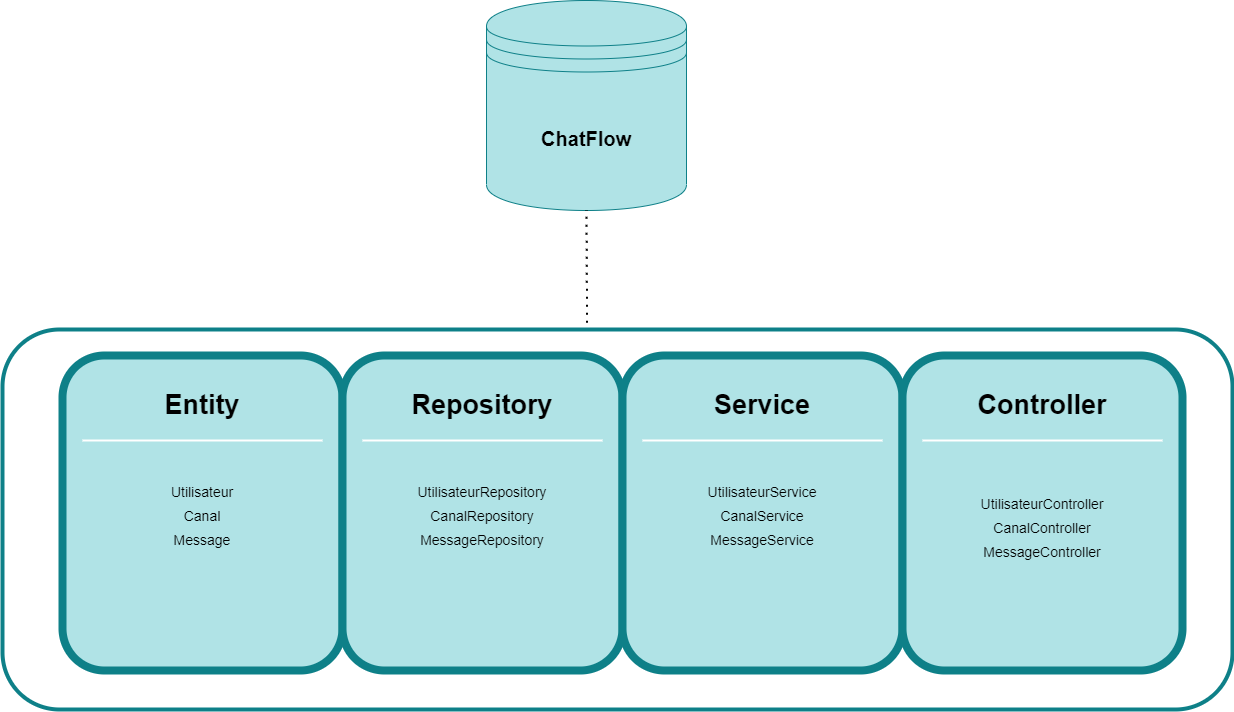 ChatFlow
Entity
Utilisateur
Canal
Message
Repository
UtilisateurRepository
CanalRepository
MessageRepository
Service
UtilisateurService
CanalService
MessageService
Controller
UtilisateurController
CanalController
MessageController